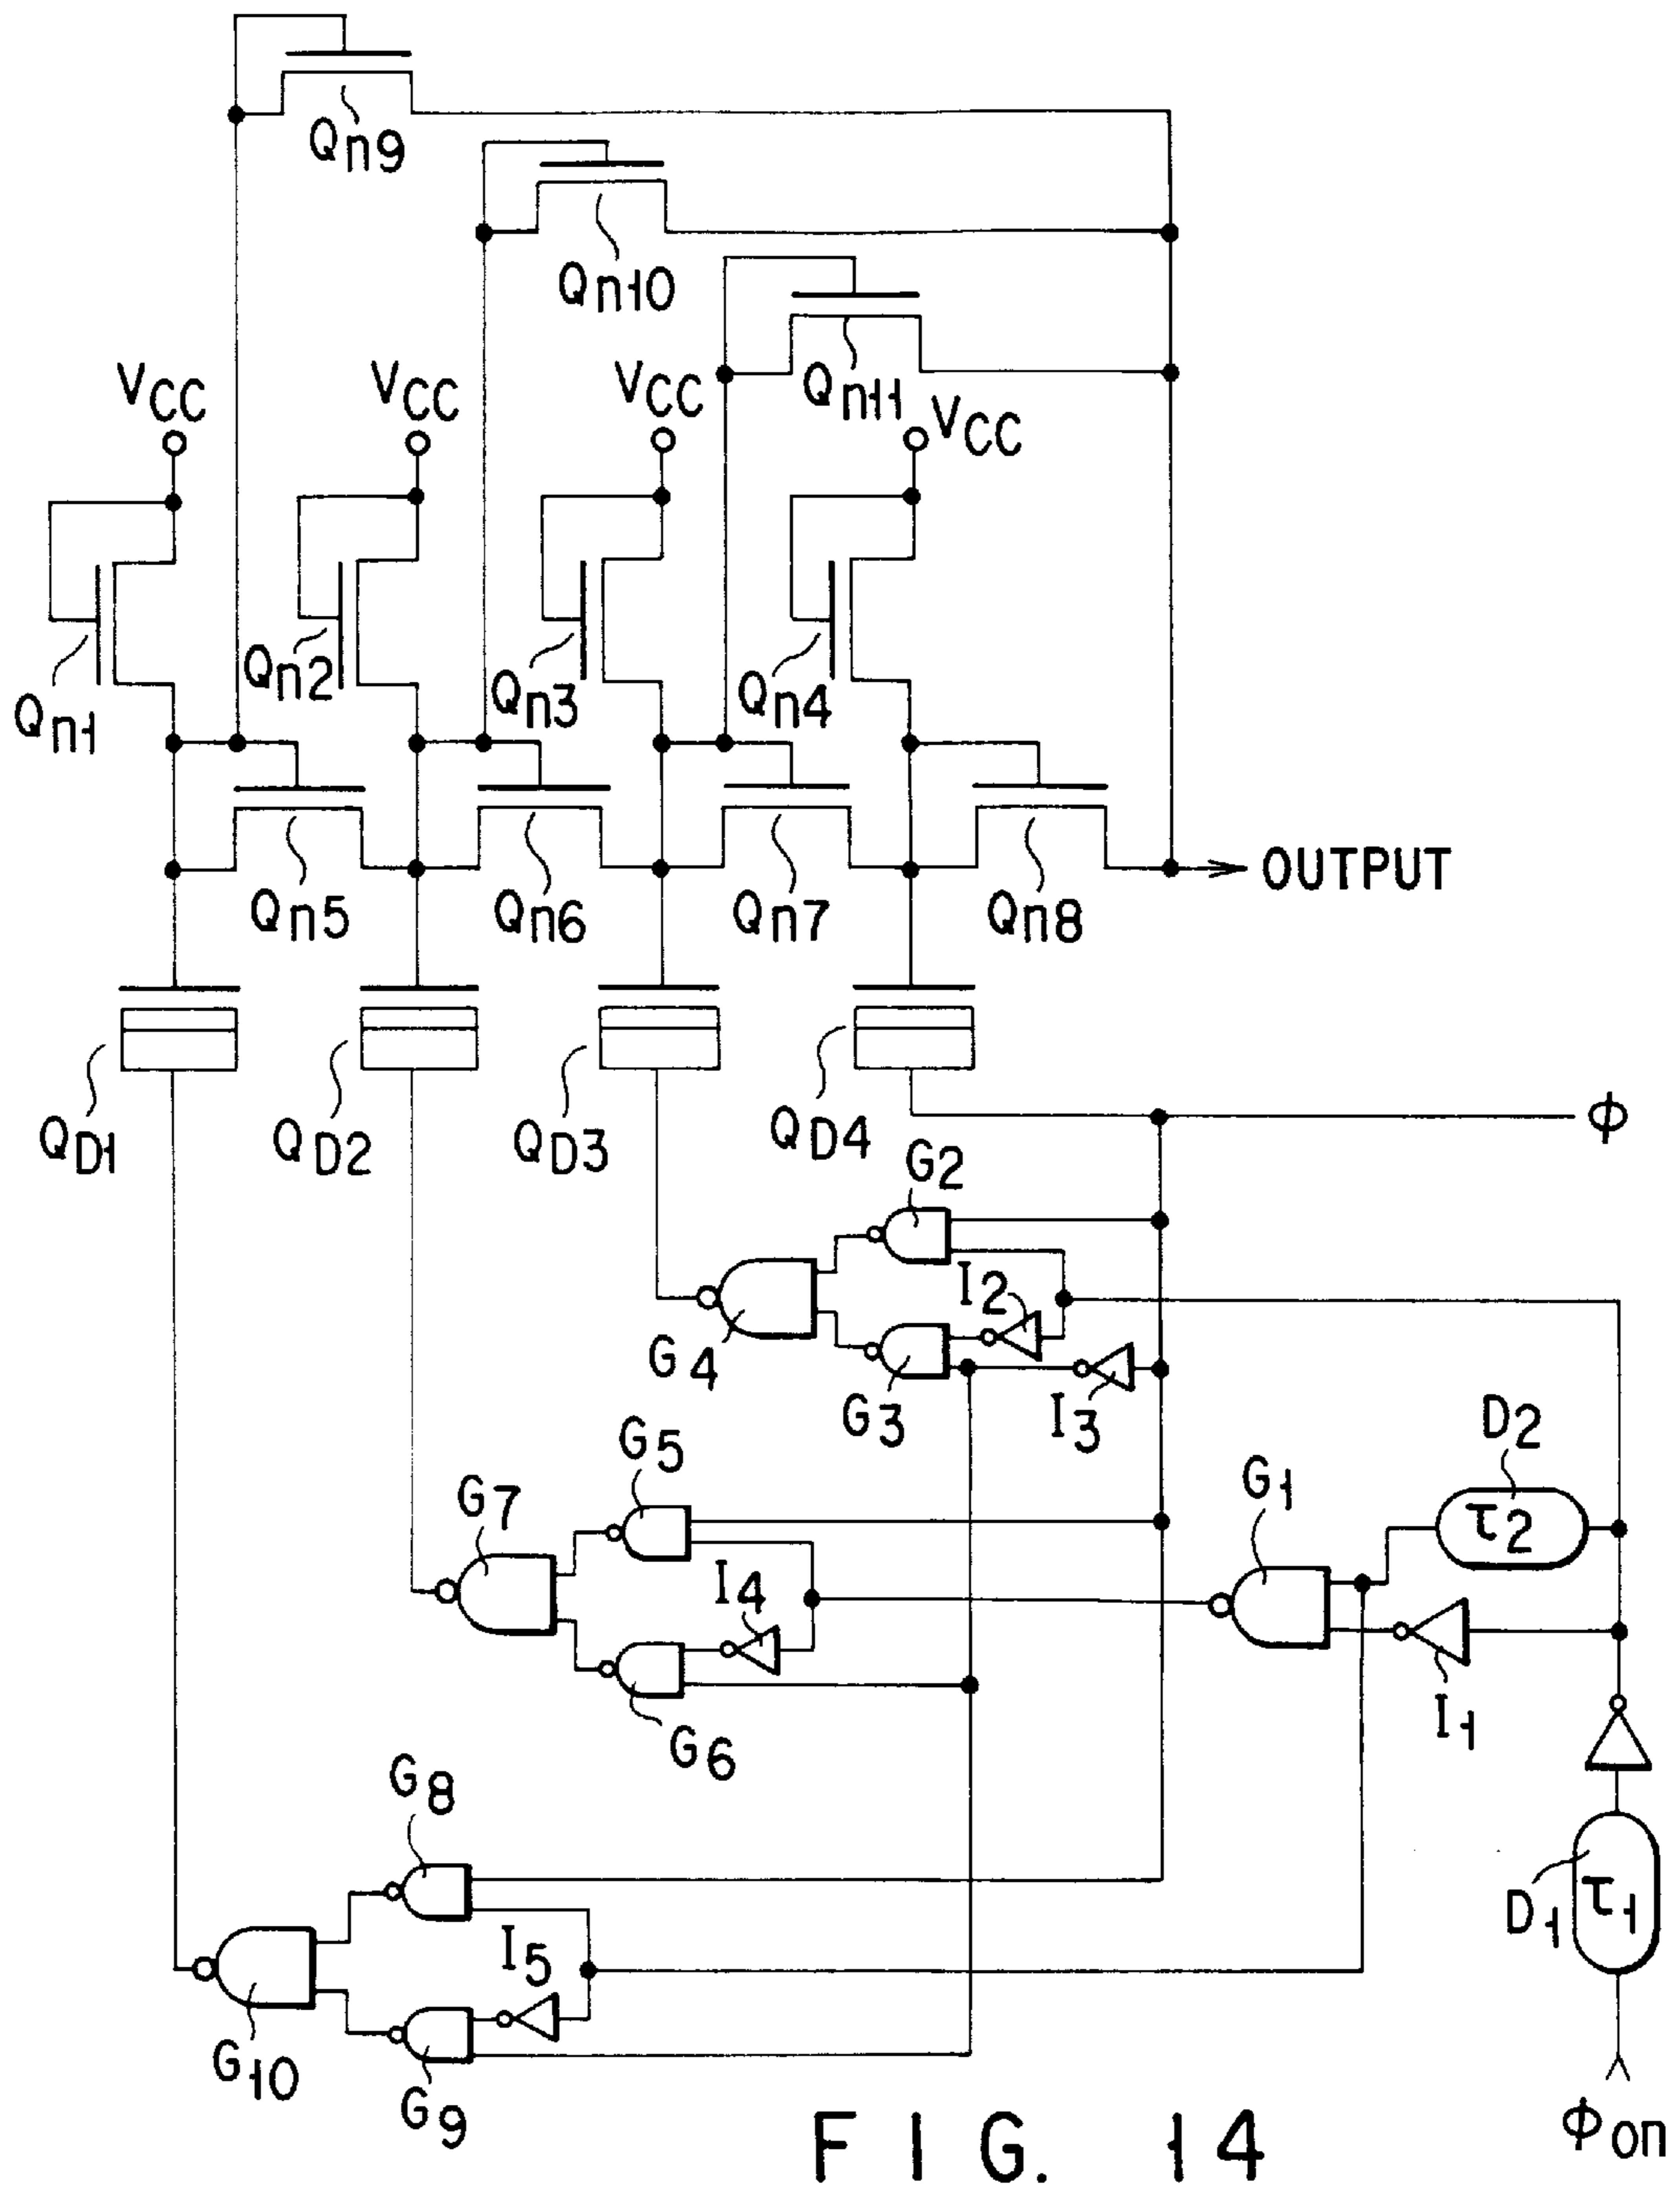 Qn9
Qn10
Qn11
VCC
VCC
VCC
VCC
Qn1
Qn2
Qn3
Qn4
Qn5
Qn6
Qn7
Qn8
OUTPUT
QD1
QD2
QD3
QD4
ϕ
G2
I2
G4
G3
I3
D2
τ2
G5
G7
G1
I4
I1
G6
G8
D1
τ1
I5
G10
G9
ϕon
FIG. 14